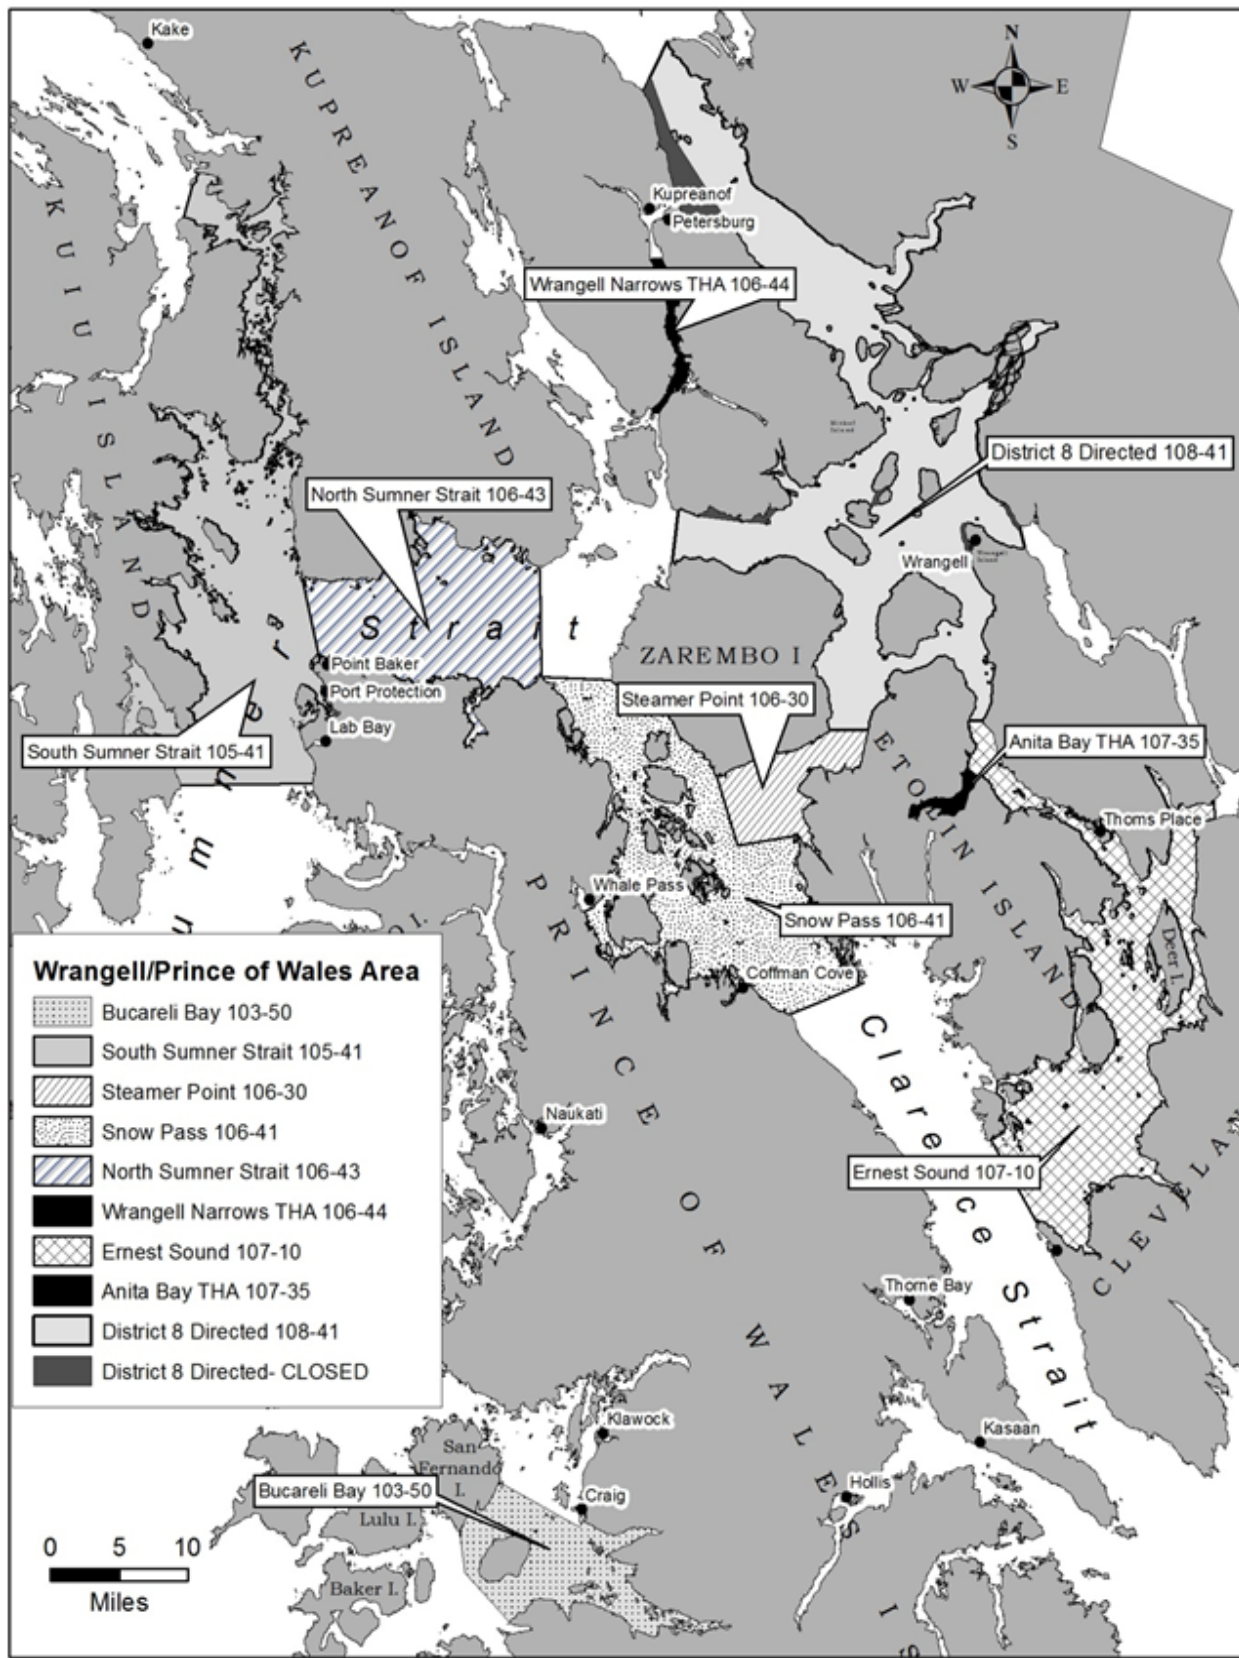 Kake
N
W E
S
KUPREANOF ISLAND
KUIU ISLAND
Kupreanof
Petersburg
Wrangell Narrows THA 106-44
District 8 Directed 108-41
North Sumner Strait 106-43
Wrangell
Sumner Strait
ZAREMBO I
Point Baker
Port Protection
Lab Bay
Steamer Point 106-30
South Sumner Strait 105-41
Anita Bay THA 107-35
ETOLIN ISLAND
Thoms Place
Whale Pass
Snow Pass 106-41
Deer I.
Coffman Cove
PRINCE OF WALES IS
Clarence Strait
Naukati
Ernest Sound 107-10
CLEVELAN
Thorne Bay
Wrangell/Prince of Wales Area
Bucareli Bay 103-50
South Sumner Strait 105-41
Steamer Point 106-30
Snow Pass 106-41
North Sumner Strait 106-43
Wrangell Narrows THA 106-44
Ernest Sound 107-10
Anita Bay THA 107-35
District 8 Directed 108-41
District 8 Directed- CLOSED
Klawock
Kasaan
San
Fernando
I.
Bucareli Bay 103-50
Craig
Hollis
Lulu I.
Baker I.
0 5 10
Miles